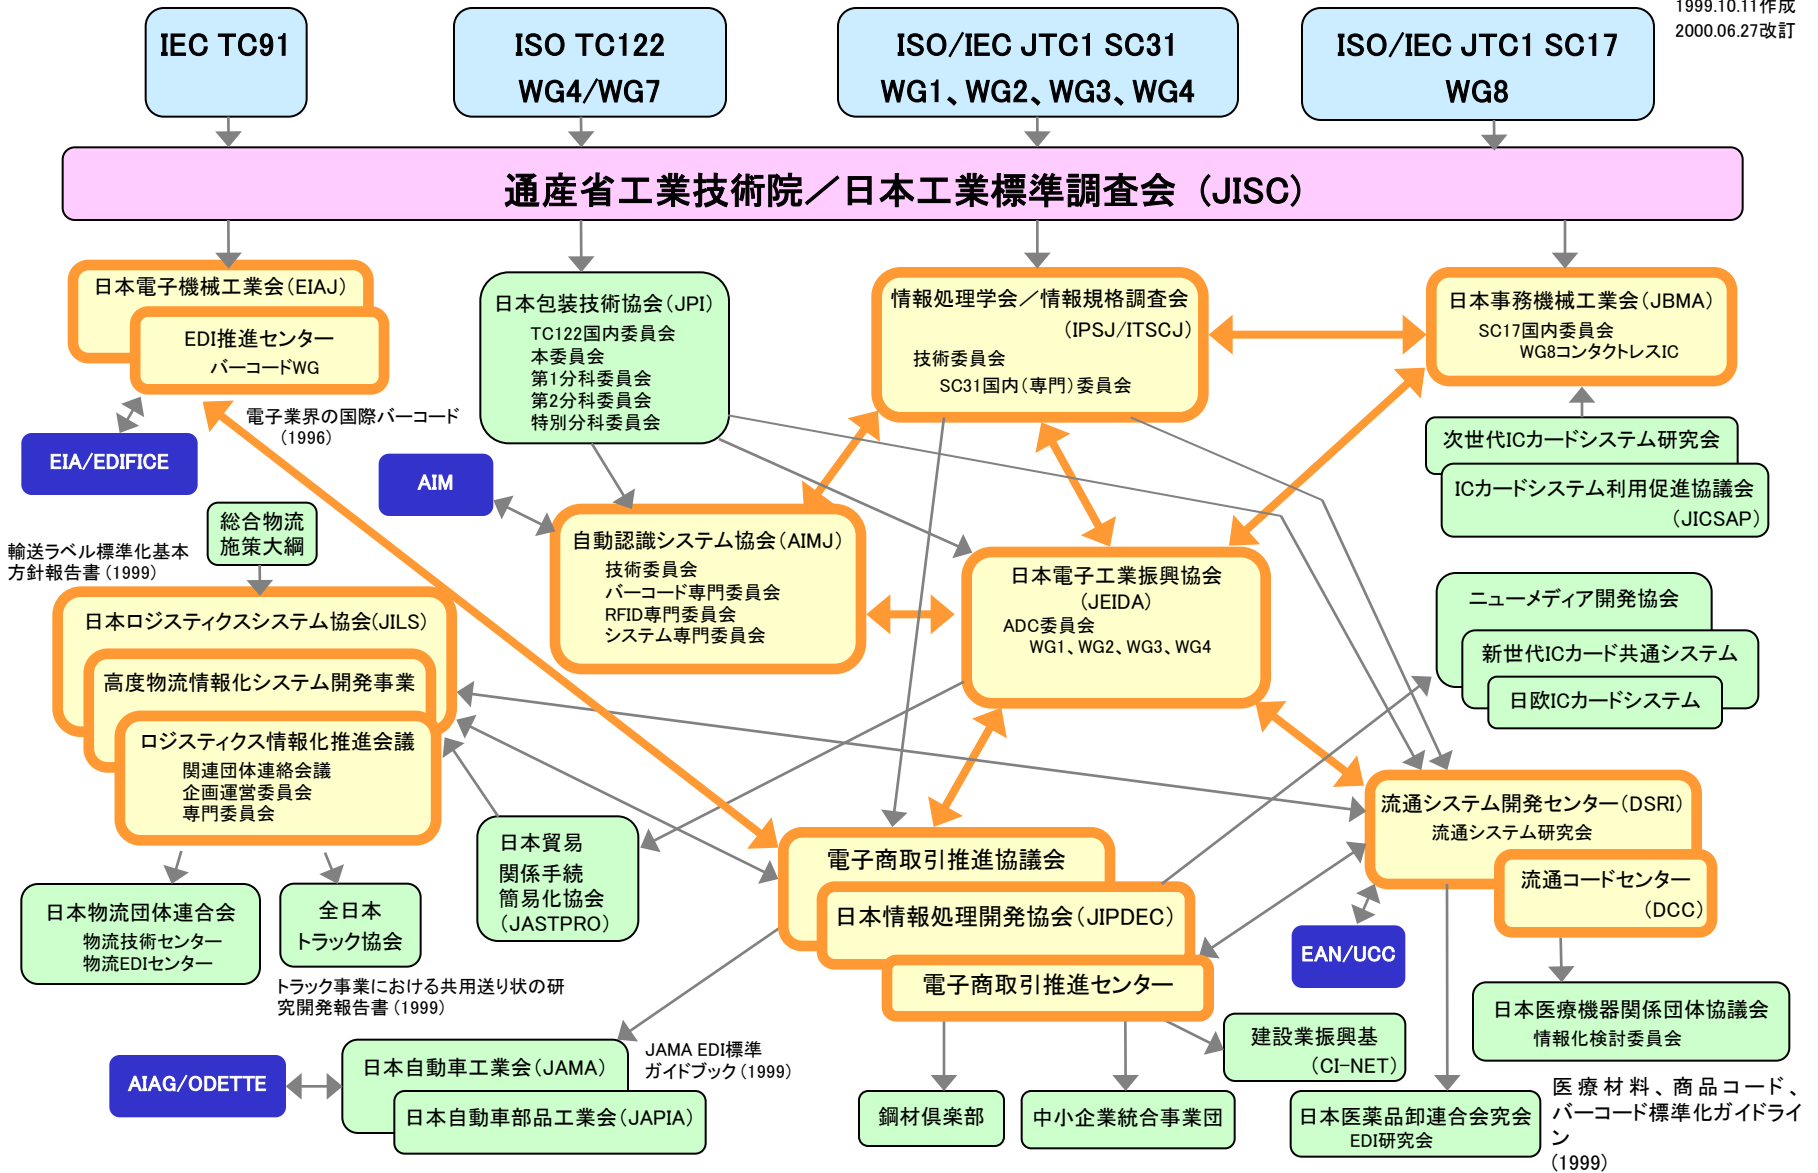 1999.10.11作成
2000.06.27改訂
IEC TC91
ISO TC122
WG4/WG7
ISO/IEC JTC1 SC31
WG1、WG2、WG3、WG4
ISO/IEC JTC1 SC17
WG8
通産省工業技術院／日本工業標準調査会 (JISC)
日本電子機械工業会(EIAJ)
EDI推進センター
バーコードWG
日本包装技術協会(JPI)
TC122国内委員会
本委員会
第1分科委員会
第2分科委員会
特別分科委員会
情報処理学会／情報規格調査会
(IPSJ/ITSCJ)
技術委員会
SC31国内(専門)委員会
日本事務機械工業会(JBMA)
SC17国内委員会
WG8コンタクトレスIC
電子業界の国際バーコード
(1996)
EIA/EDIFICE
AIM
次世代ICカードシステム研究会
ICカードシステム利用促進協議会
(JICSAP)
総合物流
施策大綱
輸送ラベル標準化基本
方針報告書(1999)
自動認識システム協会(AIMJ)
技術委員会
バーコード専門委員会
RFID専門委員会
システム専門委員会
日本電子工業振興協会
(JEIDA)
ADC委員会
WG1、WG2、WG3、WG4
ニューメディア開発協会
新世代ICカード共通システム
日欧ICカードシステム
日本ロジスティクスシステム協会(JILS)
高度物流情報化システム開発事業
ロジスティクス情報化推進会議
関連団体連絡会議
企画運営委員会
専門委員会
流通システム開発センター(DSRI)
流通システム研究会
流通コードセンター
(DCC)
日本貿易
関係手続
簡易化協会
(JASTPRO)
電子商取引推進協議会
日本情報処理開発協会(JIPDEC)
電子商取引推進センター
日本物流団体連合会
物流技術センター
物流EDIセンター
全日本
トラック協会
トラック事業における共用送り状の研
究開発報告書(1999)
EAN/UCC
日本医療機器関係団体協議会
情報化検討委員会
建設業振興基
(CI-NET)
AIAG/ODETTE
日本自動車工業会(JAMA)
日本自動車部品工業会(JAPIA)
JAMA EDI標準
ガイドブック(1999)
鋼材倶楽部
中小企業統合事業団
日本医薬品卸連合会究会
EDI研究会
医療材料、商品コード、
バーコード標準化ガイドライ
ン
(1999)